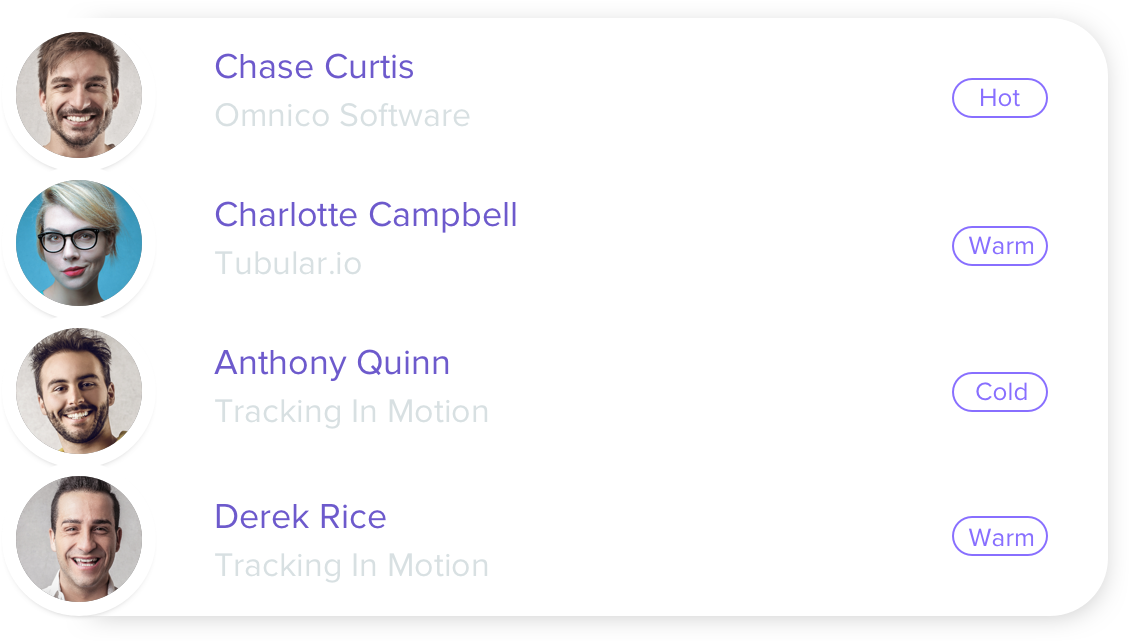 Chase Curtis
Omnico Software
Hot
Charlotte Campbell
Tubular.io
Warm
Anthony Quinn
Tracking In Motion
Cold
Derek Rice
Tracking In Motion
Warm